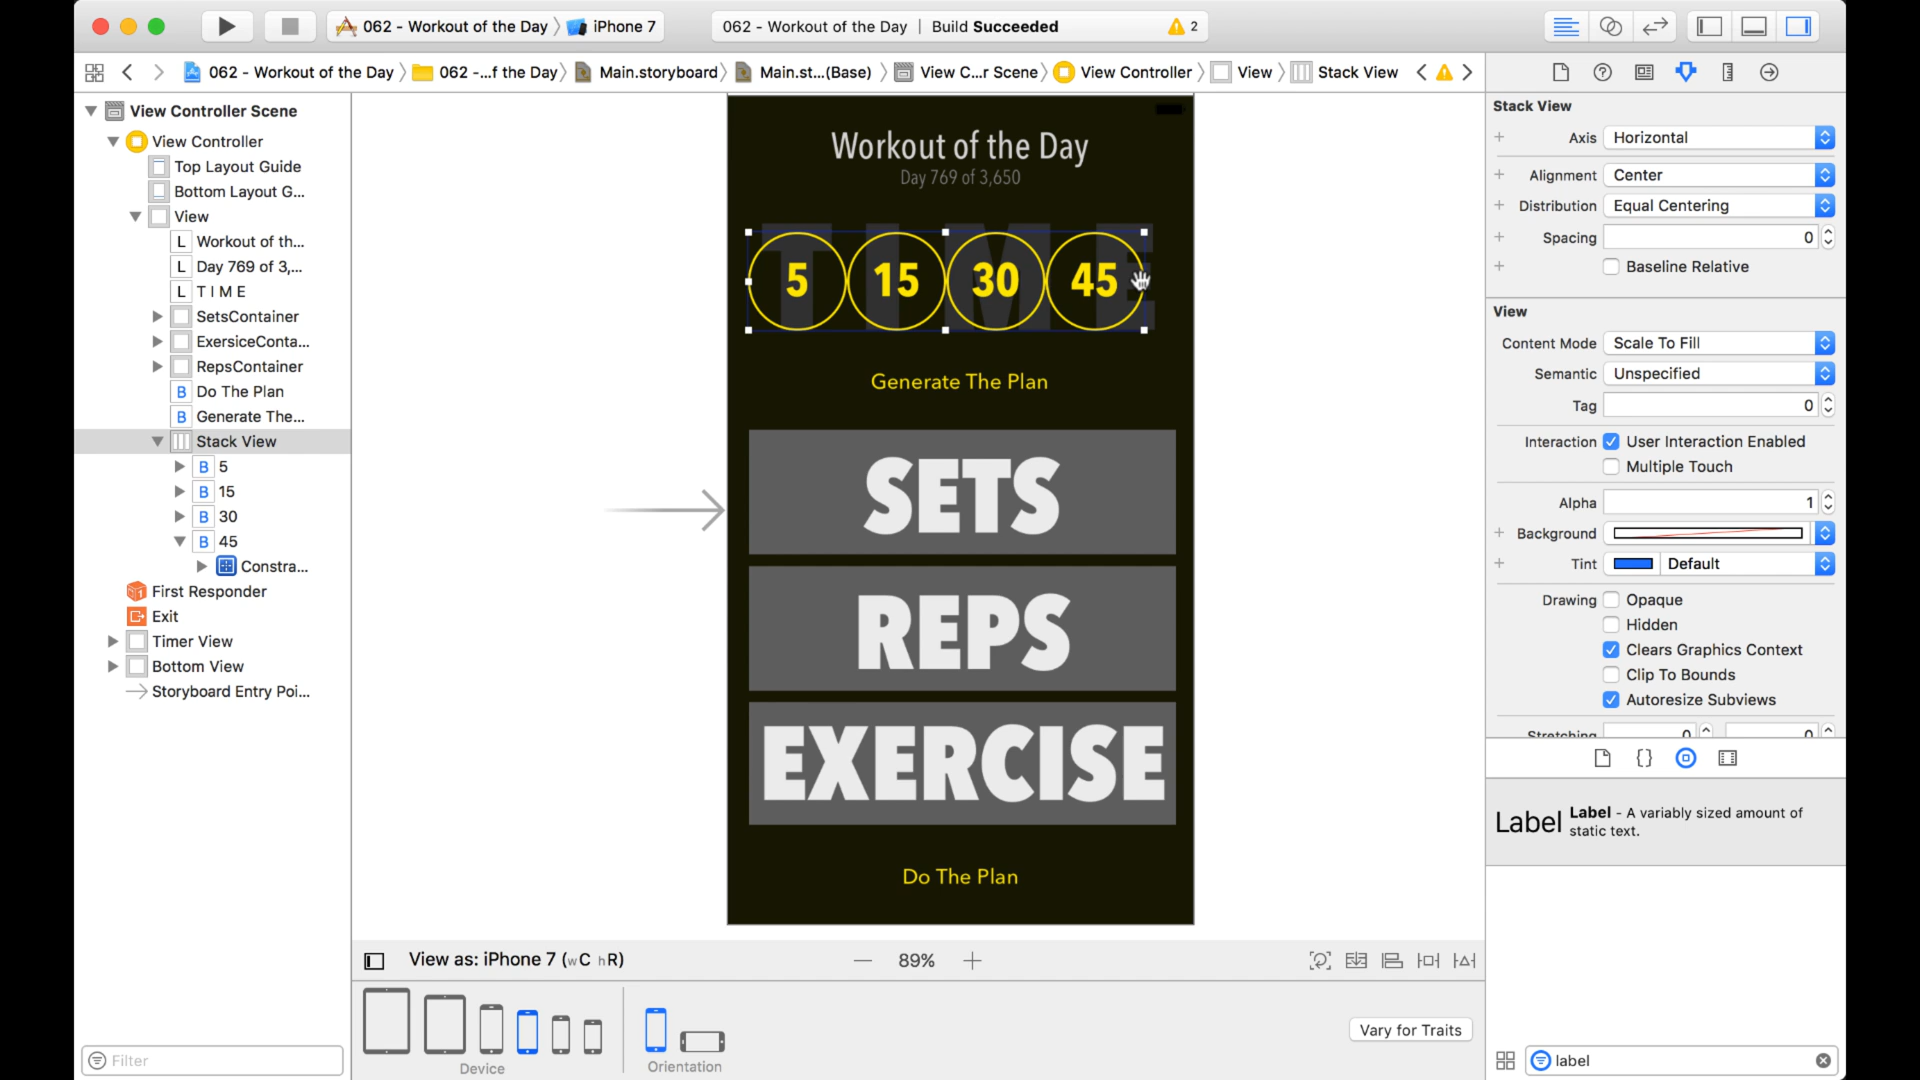 062 - Workout of the Day
iPhone 7
062 - Workout of the Day | Build Succeeded
2
062 - Workout of the Day
062 -...f the Day
Main.storyboard
Main.st...(Base)
View C...r Scene
View Controller
View
Stack View
View Controller Scene
View Controller
Top Layout Guide
Bottom Layout G...
View
L Workout of th...
L Day 769 of 3,...
L T I M E
SetsContainer
ExersiceConta...
RepsContainer
B Do The Plan
B Generate The...
Stack View
B 5
B 15
B 30
B 45
Constra...
First Responder
Exit
Timer View
Bottom View
Storyboard Entry Poi...
Filter
Workout of the Day
Day 769 of 3,650
T I M E
5 15 30 45
Generate The Plan
SETS
REPS
EXERCISE
Do The Plan
View as: iPhone 7 (wC hR)
89%
Device
Orientation
Vary for Traits
Stack View
Axis Horizontal
Alignment Center
Distribution Equal Centering
Spacing 0
Baseline Relative
View
Content Mode Scale To Fill
Semantic Unspecified
Tag 0
Interaction User Interaction Enabled
Multiple Touch
Alpha 1
Background
Tint Default
Drawing Opaque
Hidden
Clears Graphics Context
Clip To Bounds
Autoresize Subviews
Stretching 0 0
{}
Label Label - A variably sized amount of
static text.
label